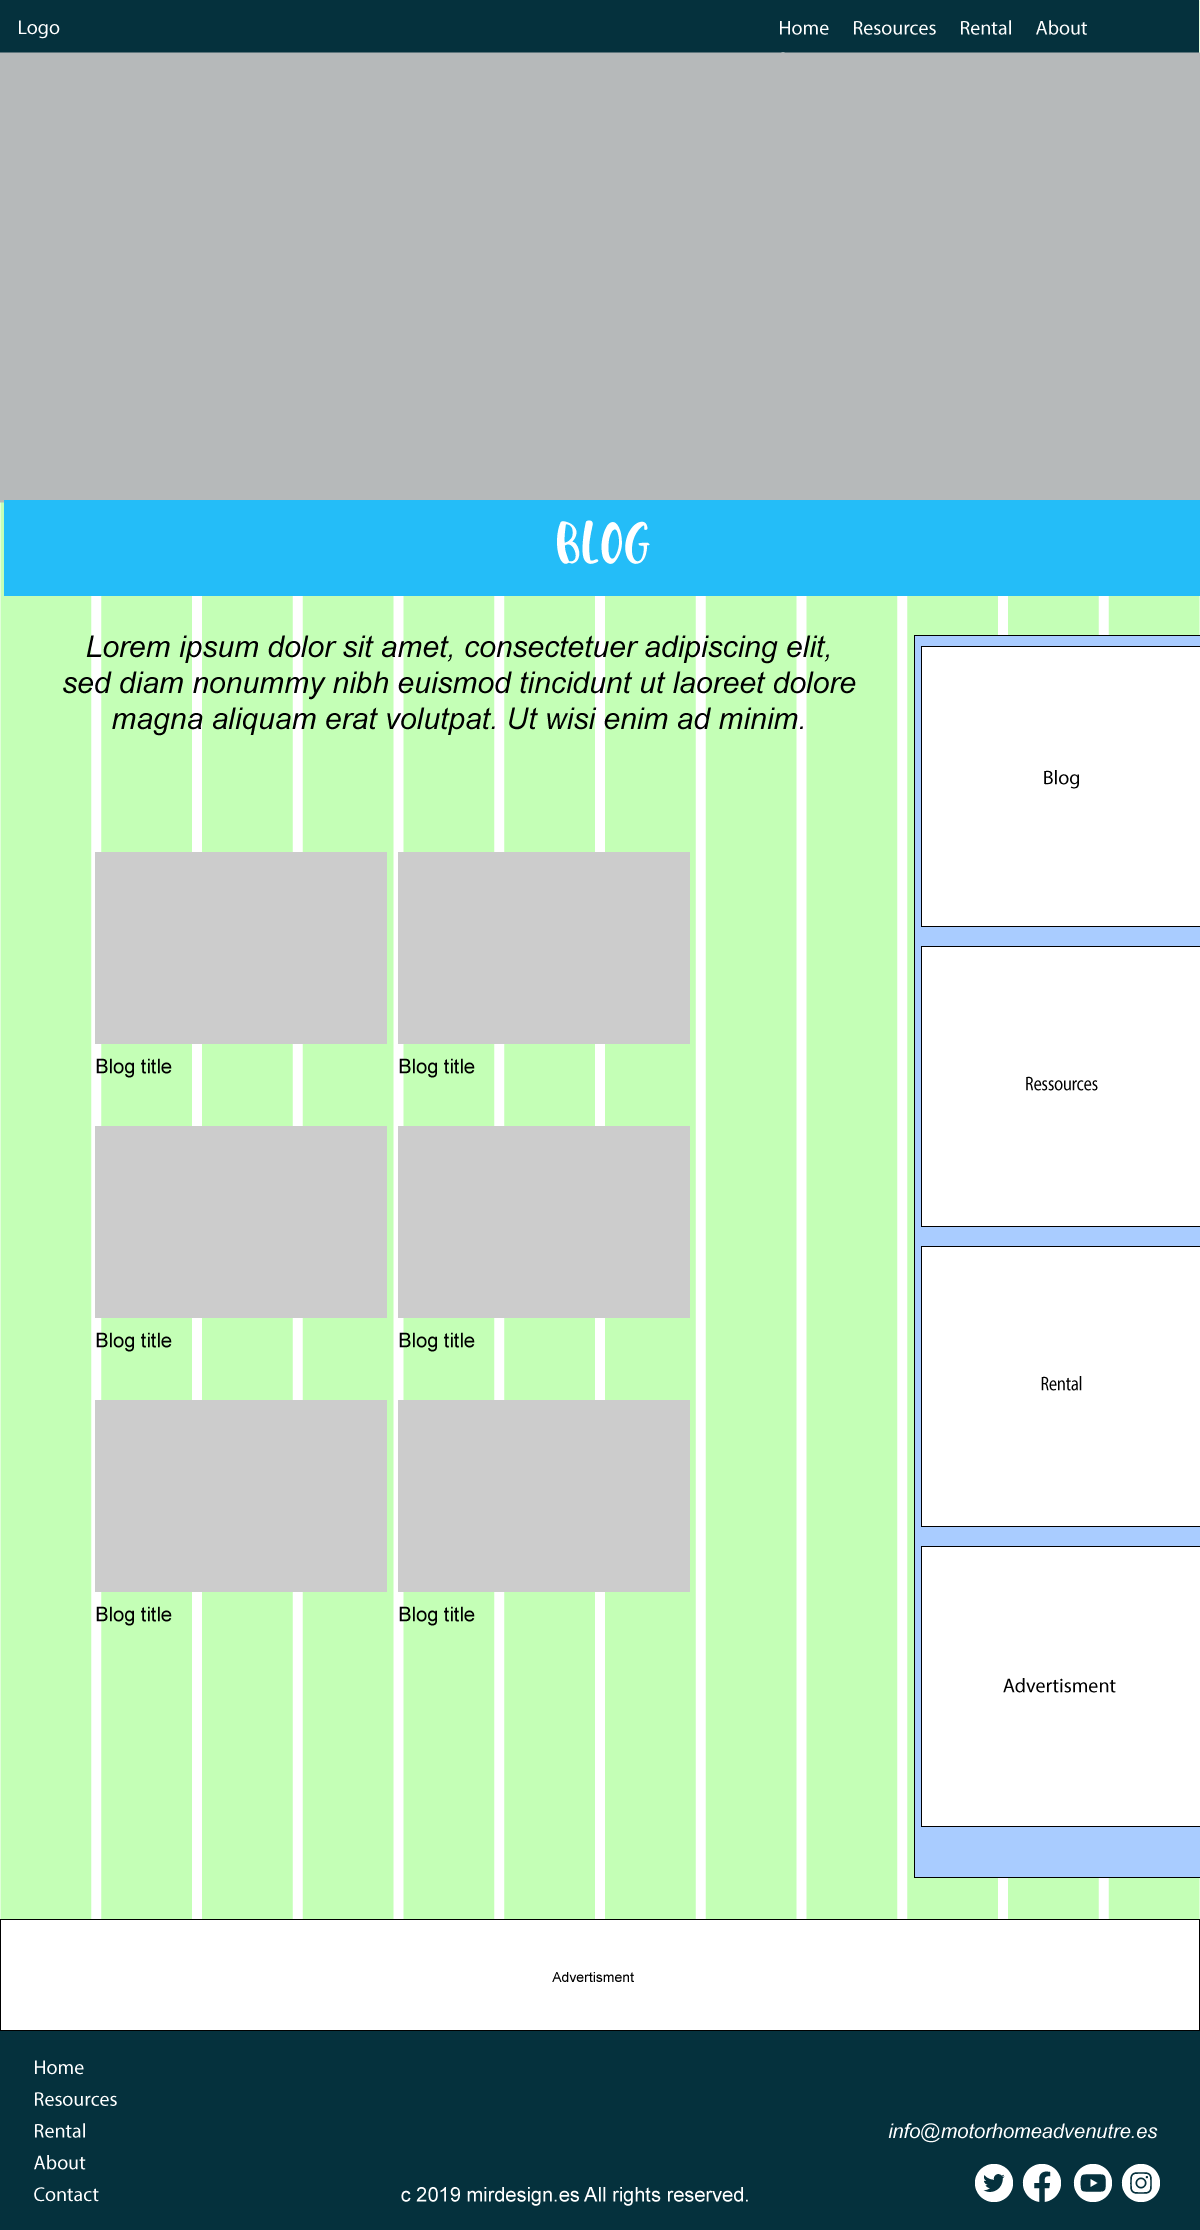 Logo
Home Resources Rental About
BLOG
Lorem ipsum dolor sit amet, consectetuer adipiscing elit,
sed diam nonummy nibh euismod tincidunt ut laoreet dolore
magna aliquam erat volutpat. Ut wisi enim ad minim.
Blog title
Blog title
Blog title
Blog title
Blog title
Blog title
Blog
Ressources
Rental
Advertisment
Advertisment
Home
Resources
Rental
About
Contact
c 2019 mirdesign.es All rights reserved.
info@motorhomeadvenutre.es